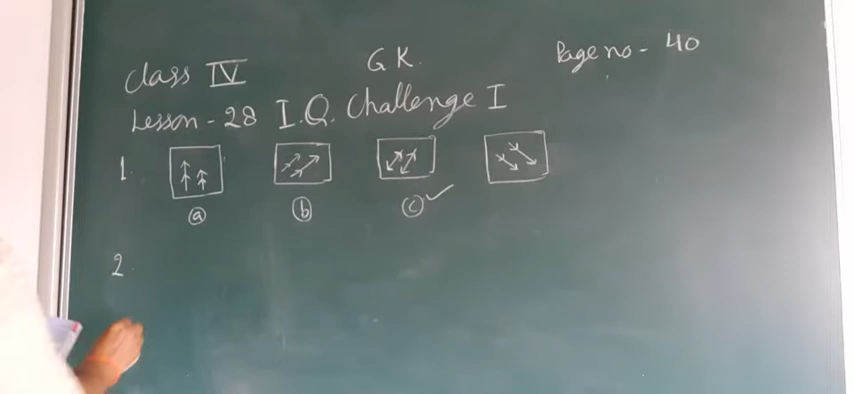 Class IV G K. Page no - 40
Lesson - 28 I.Q. Challenge I
1.
a b c ✓
2.